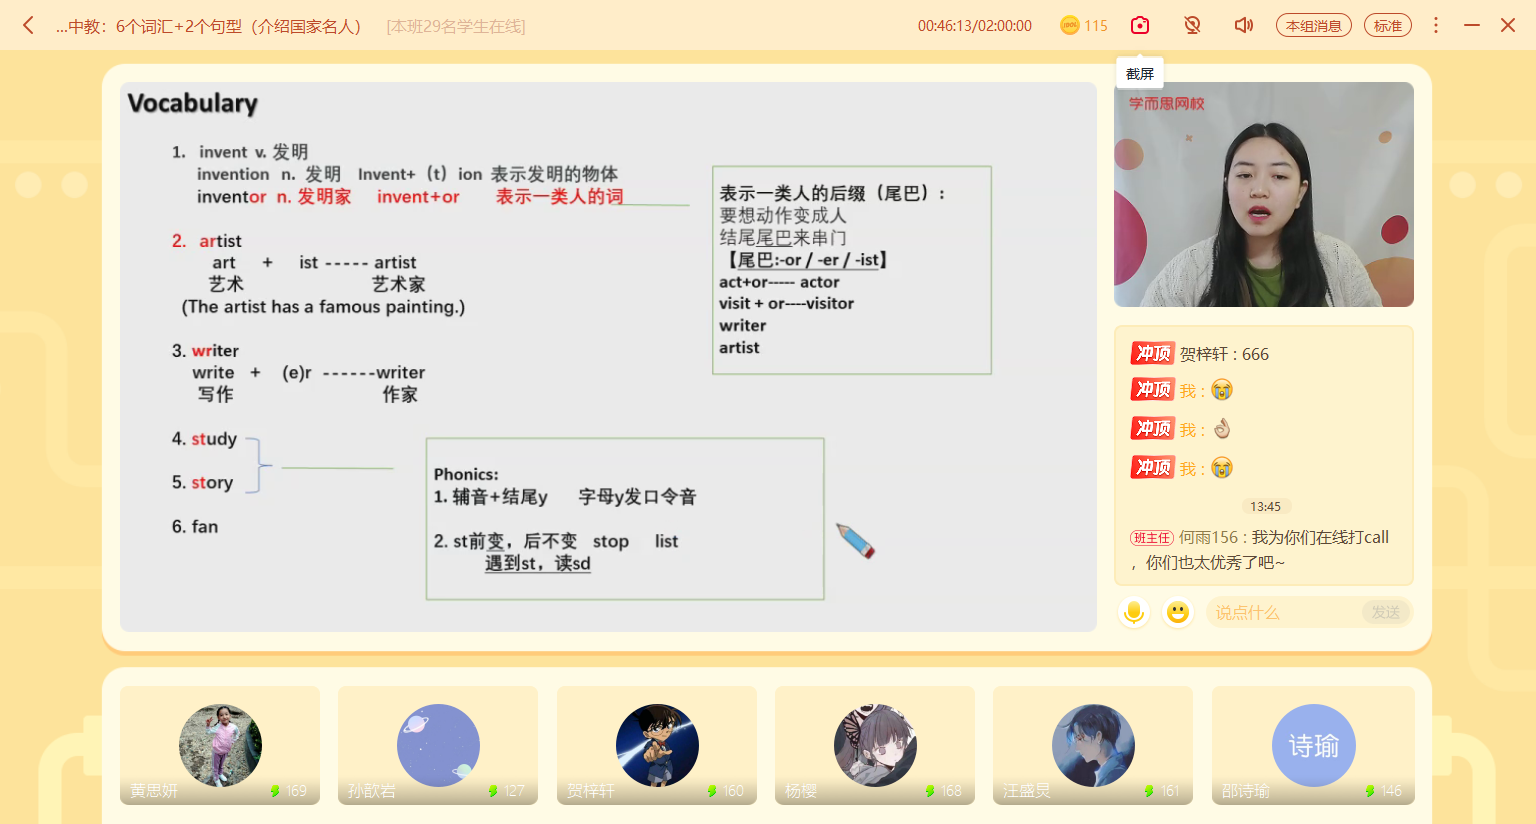 ...中教：6个词汇+2个句型（介绍国家名人）
[本班29名学生在线]
00:46:13/02:00:00
115
本组消息
标准
截屏
学而思网校
Vocabulary
1. invent v. 发明
invention n. 发明 Invent+（t）ion 表示发明的物体
inventor n. 发明家 invent+or 表示一类人的词
2. artist
art + ist ----- artist
艺术 艺术家
(The artist has a famous painting.)
3. writer
write + (e)r ------writer
写作 作家
4. study
5. story
6. fan
表示一类人的后缀（尾巴）：
要想动作变成人
结尾尾巴来串门
【尾巴:-or / -er / -ist】
act+or----- actor
visit + or----visitor
writer
artist
Phonics:
1. 辅音+结尾y 字母y发口令音
2. st前变，后不变 stop list
遇到st，读sd
冲顶 贺梓轩 : 666
冲顶 我 :
冲顶 我 :
冲顶 我 :
13:45
班主任 何雨156 : 我为你们在线打call
，你们也太优秀了吧~
说点什么
发送
诗瑜
黄思妍 169
孙歆岩 127
贺梓轩 160
杨樱 168
汪盛炅 161
邵诗瑜 146